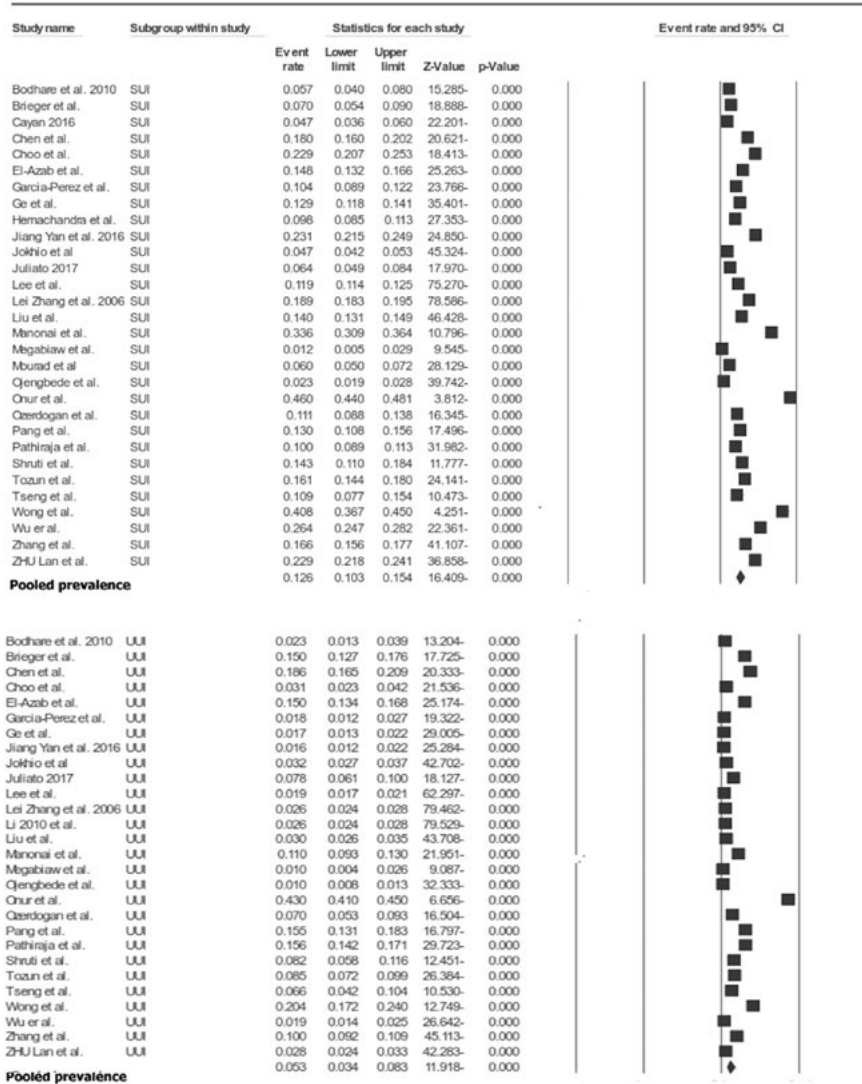 Study name Subgroup within study Statistics for each study Event rate and 95% CI
Event rate Lower limit Upper limit Z-Value p-Value
Bodhare et al. 2010 SUI 0.057 0.040 0.080 15.285- 0.000
Brieger et al. SUI 0.070 0.054 0.090 18.888- 0.000
Cayan 2016 SUI 0.047 0.036 0.060 22.201- 0.000
Chen et al. SUI 0.180 0.160 0.202 20.621- 0.000
Choo et al. SUI 0.229 0.207 0.253 18.413- 0.000
El-Azab et al. SUI 0.148 0.132 0.166 25.263- 0.000
Garcia-Perez et al. SUI 0.104 0.089 0.122 23.766- 0.000
Ge et al. SUI 0.129 0.118 0.141 35.401- 0.000
Hemachandra et al. SUI 0.098 0.085 0.113 27.353- 0.000
Jiang Yan et al. 2016 SUI 0.231 0.215 0.249 24.850- 0.000
Jokhio et al SUI 0.047 0.042 0.053 45.324- 0.000
Juliato 2017 SUI 0.064 0.049 0.084 17.970- 0.000
Lee et al. SUI 0.119 0.114 0.125 75.270- 0.000
Lei Zhang et al. 2006 SUI 0.189 0.183 0.195 78.586- 0.000
Liu et al. SUI 0.140 0.131 0.149 46.428- 0.000
Manonai et al. SUI 0.336 0.309 0.364 10.796- 0.000
Megabiaw et al. SUI 0.012 0.005 0.029 9.545- 0.000
Mourad et al SUI 0.060 0.050 0.072 28.129- 0.000
Ojengbede et al. SUI 0.023 0.019 0.028 39.742- 0.000
Onur et al. SUI 0.460 0.440 0.481 3.812- 0.000
Ozerdogan et al. SUI 0.111 0.088 0.138 16.345- 0.000
Pang et al. SUI 0.130 0.108 0.156 17.496- 0.000
Pathiraja et al. SUI 0.100 0.089 0.113 31.982- 0.000
Shruti et al. SUI 0.143 0.110 0.184 11.777- 0.000
Tozun et al. SUI 0.161 0.144 0.180 24.141- 0.000
Tseng et al. SUI 0.109 0.077 0.154 10.473- 0.000
Wong et al. SUI 0.408 0.367 0.450 4.251- 0.000
Wu er al. SUI 0.264 0.247 0.282 22.361- 0.000
Zhang et al. SUI 0.166 0.156 0.177 41.107- 0.000
ZHU Lan et al. SUI 0.229 0.218 0.241 36.858- 0.000
Pooled prevalence 0.126 0.103 0.154 16.409- 0.000
Bodhare et al. 2010 UUI 0.023 0.013 0.039 13.204- 0.000
Brieger et al. UUI 0.150 0.127 0.176 17.725- 0.000
Chen et al. UUI 0.186 0.165 0.209 20.333- 0.000
Choo et al. UUI 0.031 0.023 0.042 21.536- 0.000
El-Azab et al. UUI 0.150 0.134 0.168 25.174- 0.000
Garcia-Perez et al. UUI 0.018 0.012 0.027 19.322- 0.000
Ge et al. UUI 0.017 0.013 0.022 29.005- 0.000
Jiang Yan et al. 2016 UUI 0.016 0.012 0.022 25.284- 0.000
Jokhio et al UUI 0.032 0.027 0.037 42.702- 0.000
Juliato 2017 UUI 0.078 0.061 0.100 18.127- 0.000
Lee et al. UUI 0.019 0.017 0.021 62.297- 0.000
Lei Zhang et al. 2006 UUI 0.026 0.024 0.028 79.462- 0.000
Li 2010 et al. UUI 0.026 0.024 0.028 79.529- 0.000
Liu et al. UUI 0.030 0.026 0.035 43.708- 0.000
Manonai et al. UUI 0.110 0.093 0.130 21.951- 0.000
Megabiaw et al. UUI 0.010 0.004 0.026 9.087- 0.000
Ojengbede et al. UUI 0.010 0.008 0.013 32.333- 0.000
Onur et al. UUI 0.430 0.410 0.450 6.656- 0.000
Ozerdogan et al. UUI 0.070 0.053 0.093 16.504- 0.000
Pang et al. UUI 0.155 0.131 0.183 16.797- 0.000
Pathiraja et al. UUI 0.156 0.142 0.171 29.723- 0.000
Shruti et al. UUI 0.082 0.058 0.116 12.451- 0.000
Tozun et al. UUI 0.085 0.072 0.099 26.384- 0.000
Tseng et al. UUI 0.066 0.042 0.104 10.530- 0.000
Wong et al. UUI 0.204 0.172 0.240 12.749- 0.000
Wu er al. UUI 0.019 0.014 0.025 26.642- 0.000
Zhang et al. UUI 0.100 0.092 0.109 45.113- 0.000
ZHU Lan et al. UUI 0.028 0.024 0.033 42.283- 0.000
Pooled prevalence 0.053 0.034 0.083 11.918- 0.000